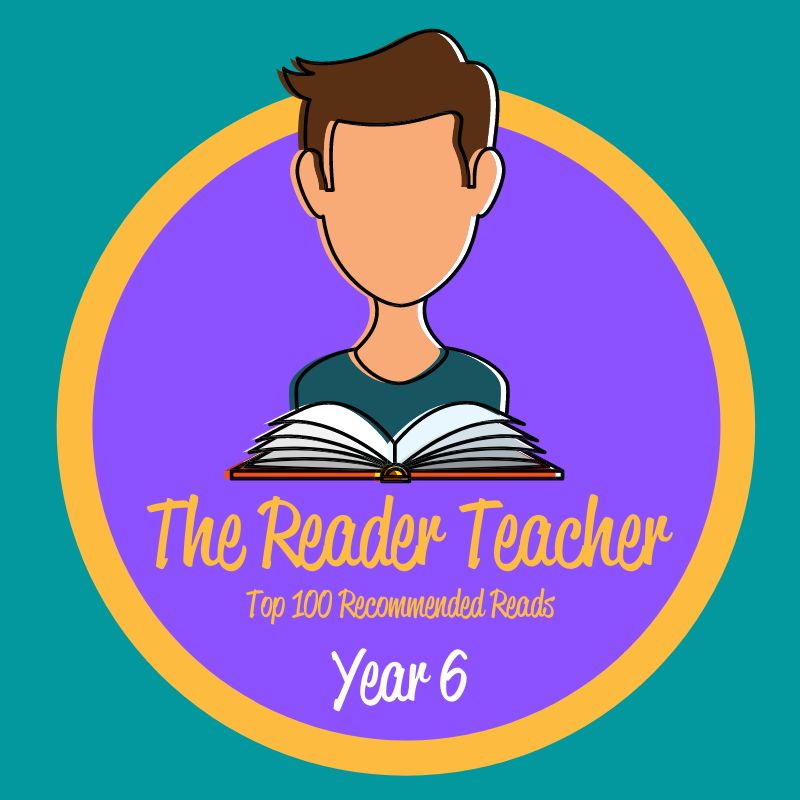 The Reader Teacher
Top 100 Recommended Reads
Year 6